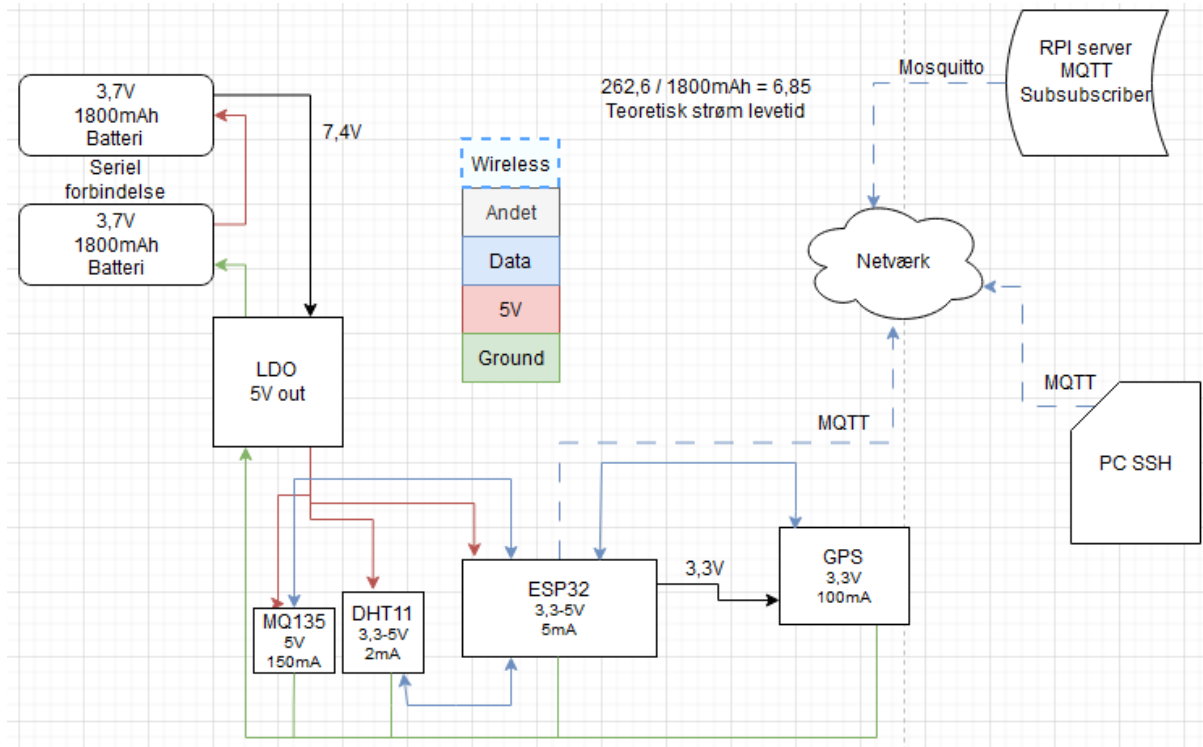 3,7V
1800mAh
Batteri
Seriel
forbindelse
3,7V
1800mAh
Batteri
7,4V
LDO
5V out
262,6 / 1800mAh = 6,85
Teoretisk strøm levetid
Wireless
Andet
Data
5V
Ground
Mosquitto
RPI server
MQTT
Subsubscriber
Netværk
MQTT
PC SSH
MQTT
MQ135
5V
150mA
DHT11
3,3-5V
2mA
ESP32
3,3-5V
5mA
3,3V
GPS
3,3V
100mA